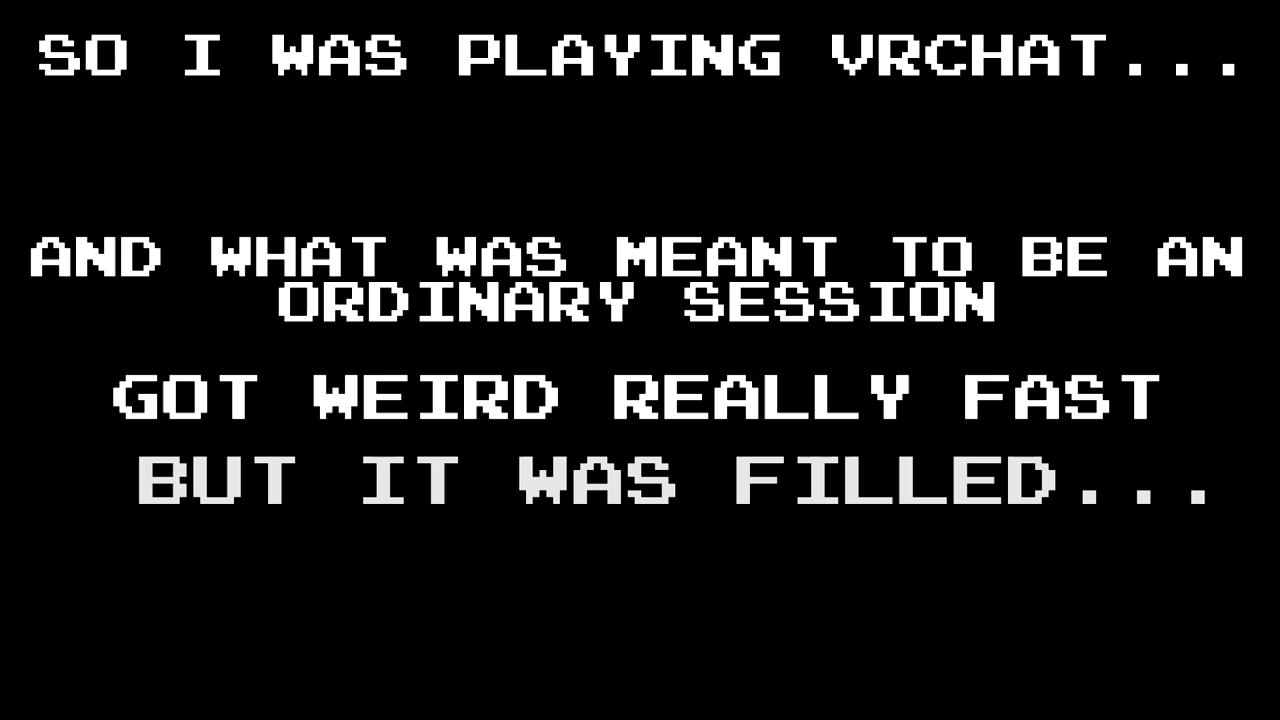 SO I WAS PLAYING VRCHAT...
AND WHAT WAS MEANT TO BE AN
ORDINARY SESSION
GOT WEIRD REALLY FAST
BUT IT WAS FILLED...